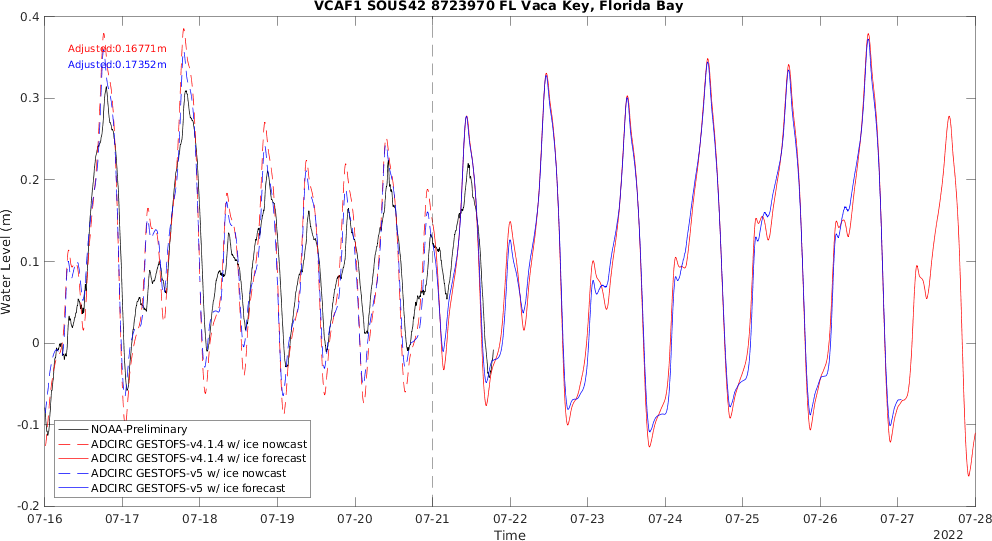 VCAF1 SOUS42 8723970 FL Vaca Key, Florida Bay
Adjusted:0.16771m
Adjusted:0.17352m
Water Level (m)
0.4
0.3
0.2
0.1
0
-0.1
-0.2
NOAA-Preliminary
ADCIRC GESTOFS-v4.1.4 w/ ice nowcast
ADCIRC GESTOFS-v4.1.4 w/ ice forecast
ADCIRC GESTOFS-v5 w/ ice nowcast
ADCIRC GESTOFS-v5 w/ ice forecast
07-16 07-17 07-18 07-19 07-20 07-21 07-22 07-23 07-24 07-25 07-26 07-27 07-28
Time
2022